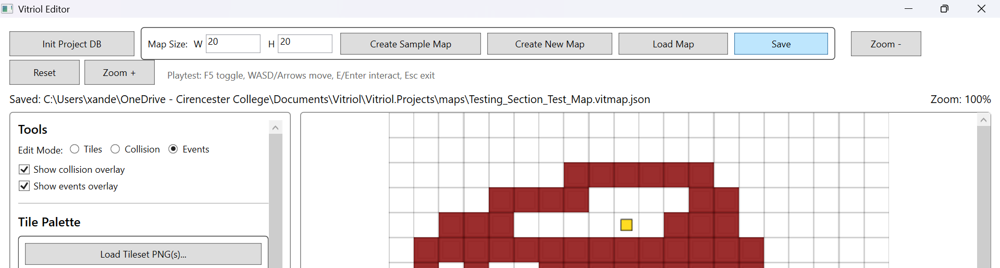 Vitriol Editor
Init Project DB
Map Size: W 20 H 20 Create Sample Map Create New Map Load Map Save
Zoom -
Reset Zoom + Playtest: F5 toggle, WASD/Arrows move, E/Enter interact, Esc exit
Saved: C:\Users\xande\OneDrive - Cirencester College\Documents\Vitriol\Vitriol.Projects\maps\Testing_Section_Test_Map.vitmap.json
Zoom: 100%
Tools
Edit Mode: Tiles Collision Events
Show collision overlay
Show events overlay
Tile Palette
Load Tileset PNG(s)...